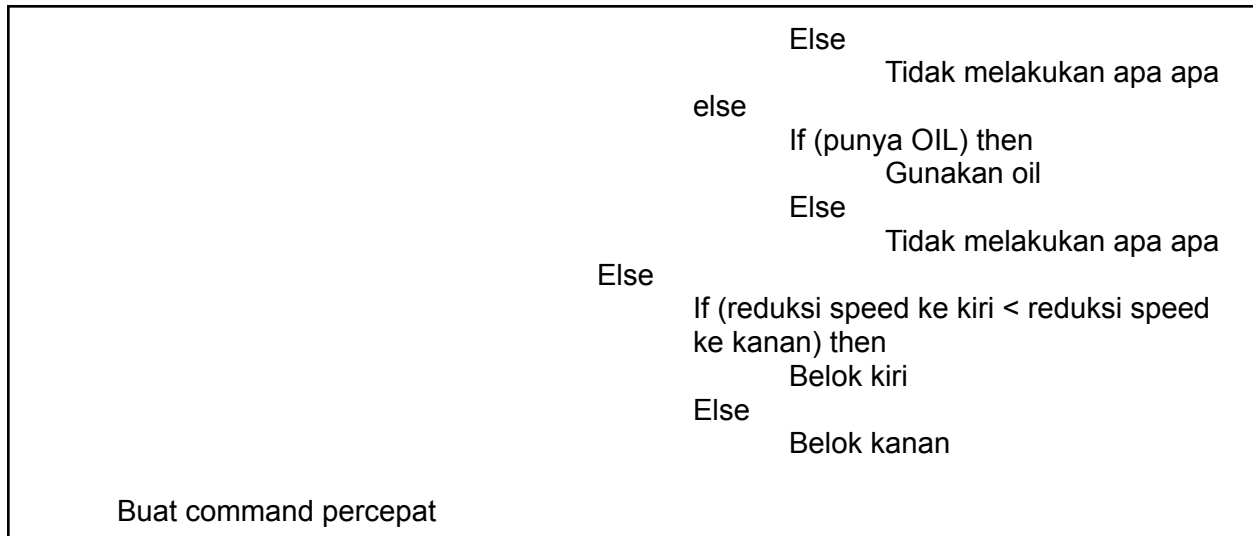 Else
Tidak melakukan apa apa
else
If (punya OIL) then
Gunakan oil
Else
Tidak melakukan apa apa
Else
If (reduksi speed ke kiri < reduksi speed
ke kanan) then
Belok kiri
Else
Belok kanan
Buat command percepat